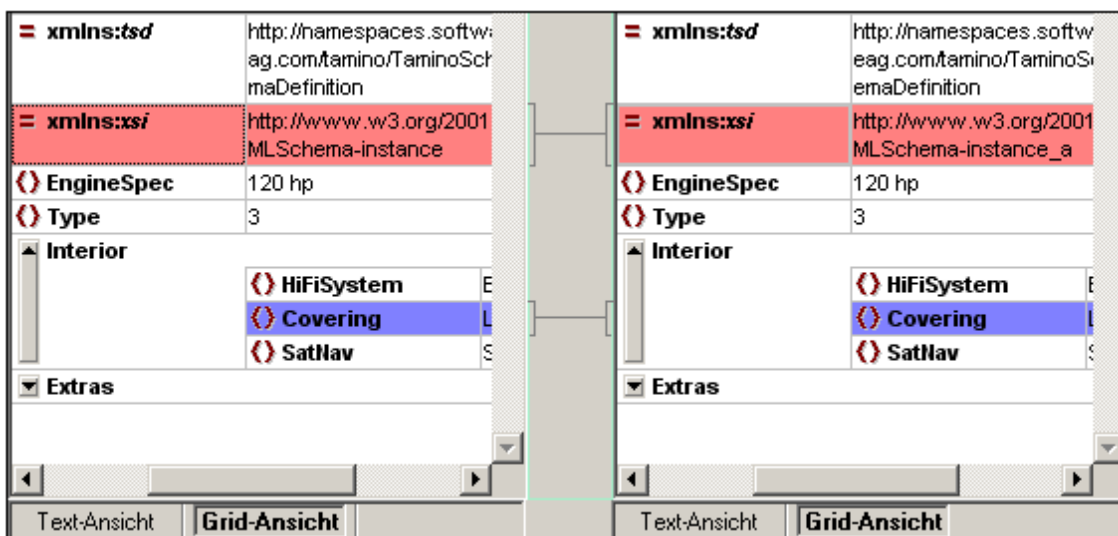 xmlns:tsd
http://namespaces.softw
ag.com/tamino/TaminoSch
maDefinition
= xmlns:xsi
http://www.w3.org/2001
MLSchema-instance
EngineSpec
120 hp
Type
3
Interior
HiFiSystem
Covering
L
SatNav
S
Extras
Text-Ansicht
Grid-Ansicht
xmlns:tsd
http://namespaces.softw
eag.com/tamino/TaminoS
emaDefinition
= xmlns:xsi
http://www.w3.org/2001
MLSchema-instance_a
EngineSpec
120 hp
Type
3
Interior
HiFiSystem
Covering
SatNav
Extras
Text-Ansicht
Grid-Ansicht